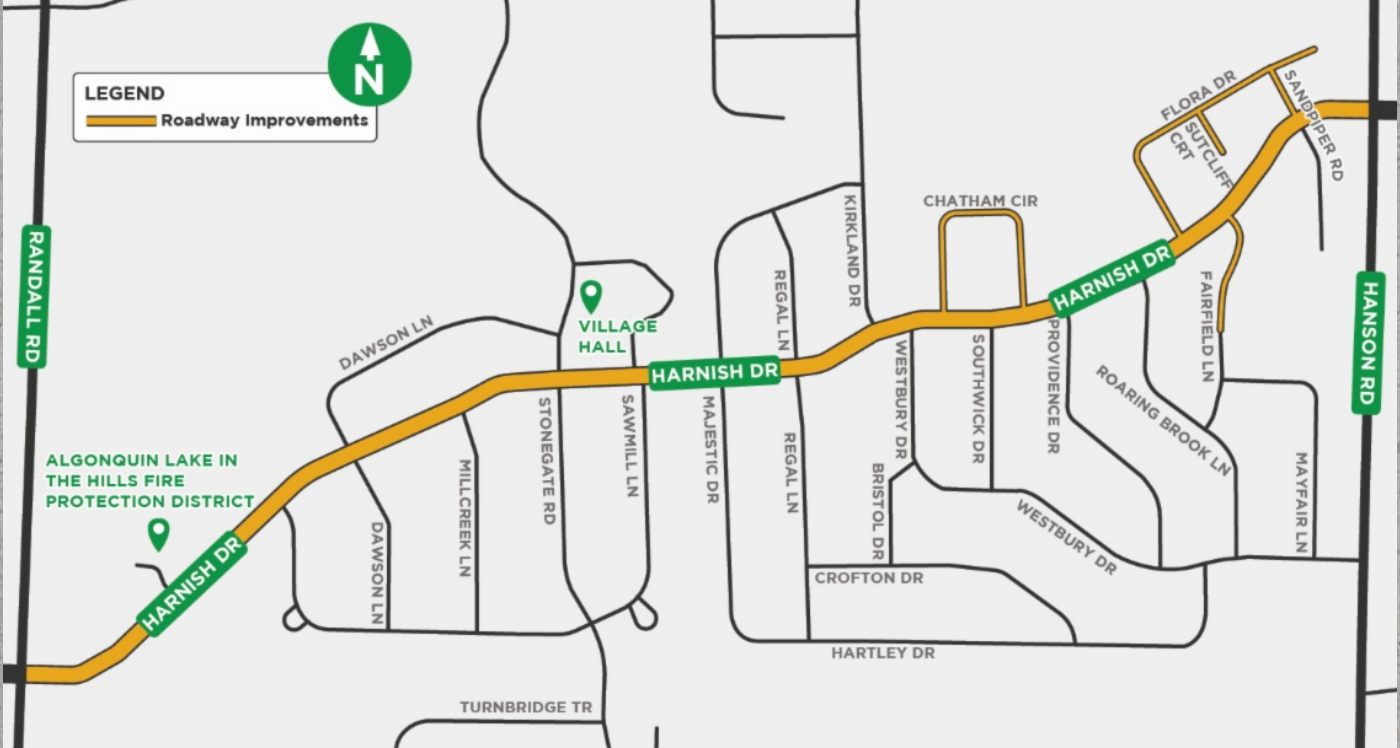 N
LEGEND
Roadway Improvements
FLORA DR
SANDPIPER RD
SUTCLIFF
CRT
CHATHAM CIR
KIRKLAND DR
RANDALL RD
HARNISH DR
REGAL LN
FAIRFIELD LN
HANSON RD
VILLAGE
HALL
DAWSON LN
HARNISH DR
PROVIDENCE DR
WESTBURY DR
SOUTHWICK DR
ROARING BROOK LN
STONEGATE RD
SAWMILL LN
MAJESTIC DR
REGAL LN
ALGONQUIN LAKE IN
THE HILLS FIRE
PROTECTION DISTRICT
MILLCREEK LN
BRISTOL DR
MAYFAIR LN
WESTBURY DR
DAWSON LN
HARNISH DR
CROFTON DR
HARTLEY DR
TURNBRIDGE TR